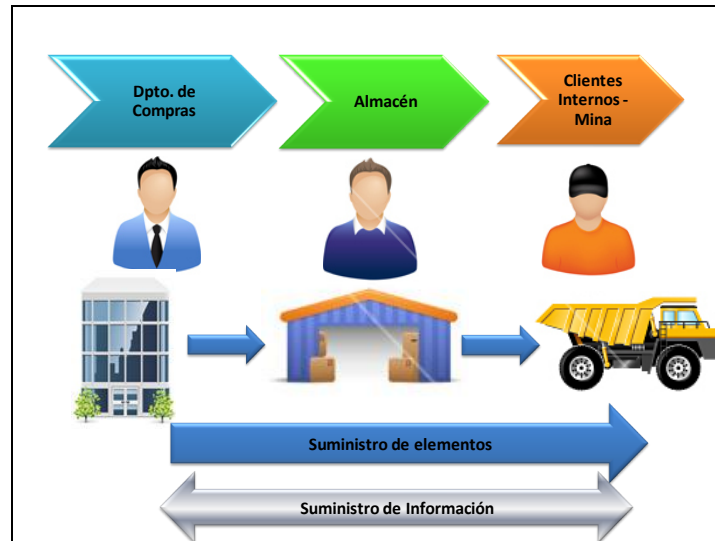 Dpto. de
Compras
Almacén
Clientes
Internos -
Mina
Suministro de elementos
Suministro de Información